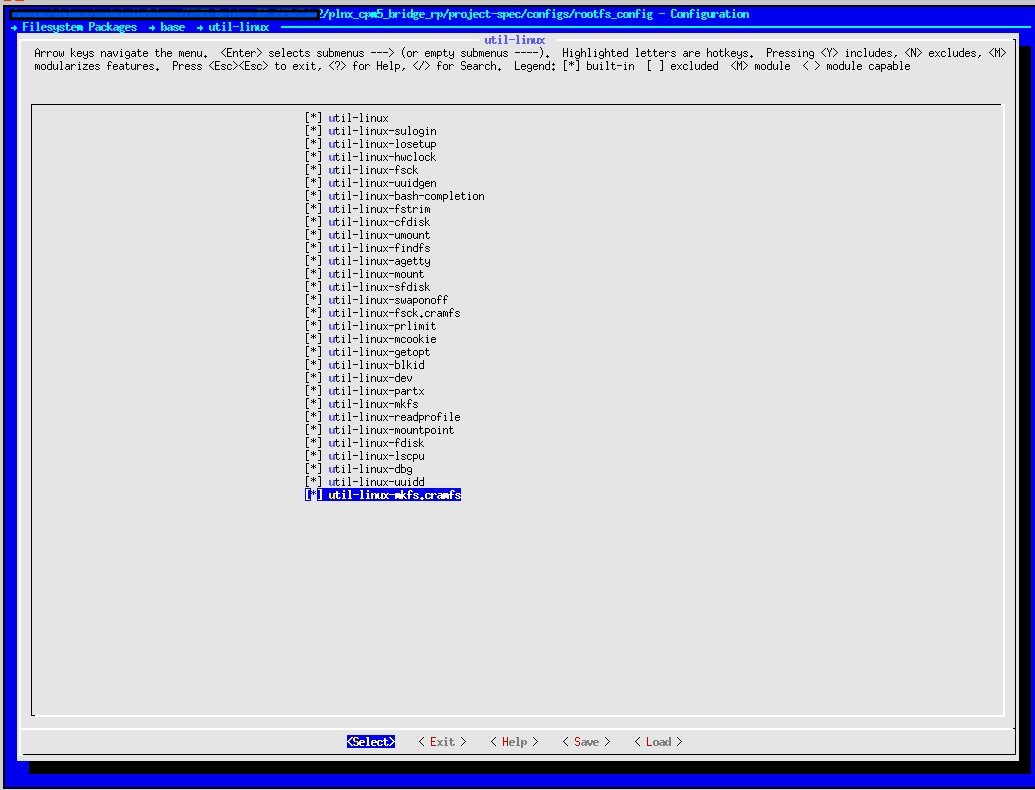 2/plnx_cpm5_bridge_rp/project-spec/configs/rootfs_config - Configuration
→ Filesystem Packages → base → util-linux
util-linux
Arrow keys navigate the menu. <Enter> selects submenus ---> (or empty submenus ----). Highlighted letters are hotkeys. Pressing <Y> includes, <N> excludes, <M>
modularizes features. Press <Esc><Esc> to exit, <?> for Help, </> for Search. Legend: [*] built-in [ ] excluded <M> module < > module capable
[*] util-linux
[*] util-linux-sulogin
[*] util-linux-losetup
[*] util-linux-hwclock
[*] util-linux-fsck
[*] util-linux-uuidgen
[*] util-linux-bash-completion
[*] util-linux-fstrim
[*] util-linux-cfdisk
[*] util-linux-umount
[*] util-linux-findfs
[*] util-linux-agetty
[*] util-linux-mount
[*] util-linux-sfdisk
[*] util-linux-swaponoff
[*] util-linux-fsck.cramfs
[*] util-linux-prlimit
[*] util-linux-mcookie
[*] util-linux-getopt
[*] util-linux-blkid
[*] util-linux-dev
[*] util-linux-partx
[*] util-linux-mkfs
[*] util-linux-readprofile
[*] util-linux-mountpoint
[*] util-linux-fdisk
[*] util-linux-lscpu
[*] util-linux-dbg
[*] util-linux-uuidd
[*] util-linux-mkfs.cramfs
<Select> < Exit > < Help > < Save > < Load >